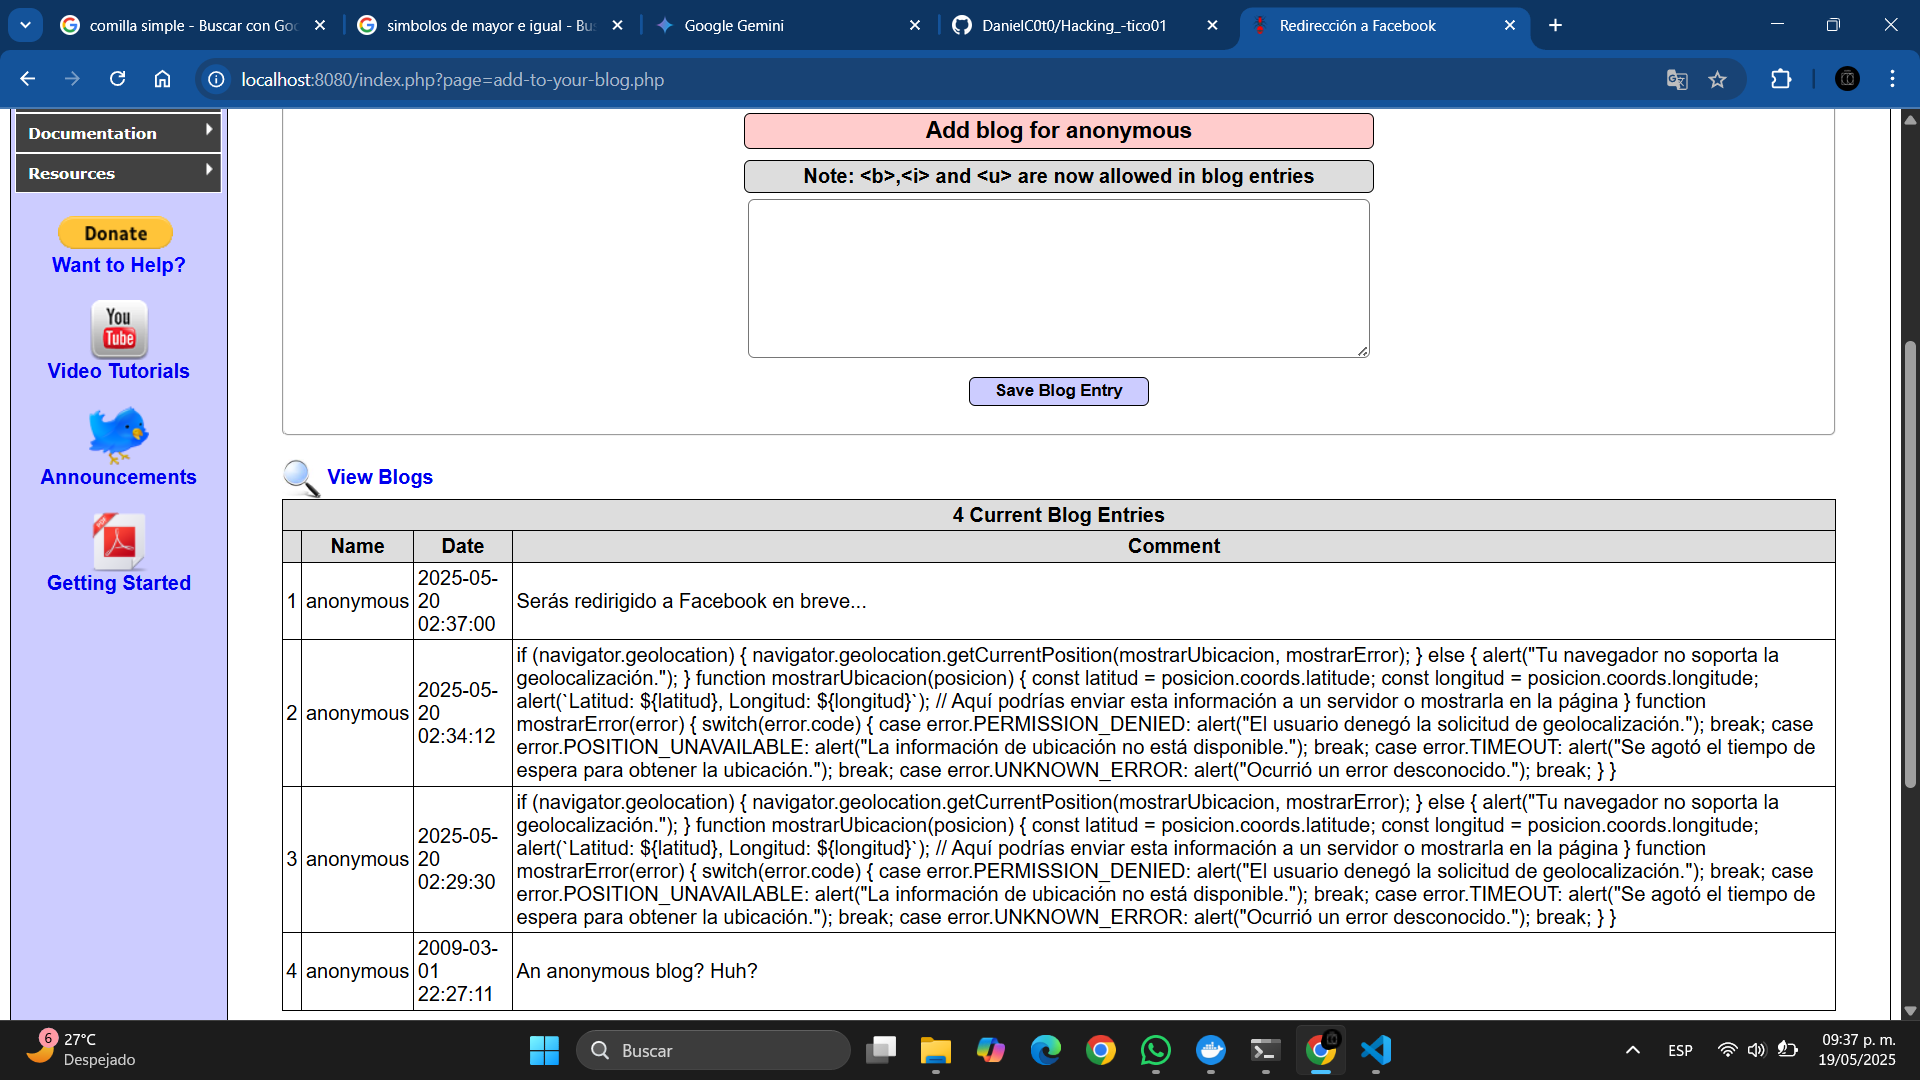 comilla simple - Buscar con Goo
simbolos de mayor e igual - Bus
Google Gemini
DanielC0t0/Hacking_-tico01
Redirección a Facebook
localhost:8080/index.php?page=add-to-your-blog.php
Documentation
Resources
Donate
Want to Help?
You
Tube
Video Tutorials
Announcements
Getting Started
Add blog for anonymous
Note: <b>,<i> and <u> are now allowed in blog entries
Save Blog Entry
View Blogs
4 Current Blog Entries
Name Date Comment
1 anonymous 2025-05-
20
02:37:00
Serás redirigido a Facebook en breve...
2 anonymous 2025-05-
20
02:34:12
if (navigator.geolocation) { navigator.geolocation.getCurrentPosition(mostrarUbicacion, mostrarError); } else { alert("Tu navegador no soporta la
geolocalización."); } function mostrarUbicacion(posicion) { const latitud = posicion.coords.latitude; const longitud = posicion.coords.longitude;
alert(`Latitud: ${latitud}, Longitud: ${longitud}`); // Aquí podrías enviar esta información a un servidor o mostrarla en la página } function
mostrarError(error) { switch(error.code) { case error.PERMISSION_DENIED: alert("El usuario denegó la solicitud de geolocalización."); break; case
error.POSITION_UNAVAILABLE: alert("La información de ubicación no está disponible."); break; case error.TIMEOUT: alert("Se agotó el tiempo de
espera para obtener la ubicación."); break; case error.UNKNOWN_ERROR: alert("Ocurrió un error desconocido."); break; } }
3 anonymous 2025-05-
20
02:29:30
if (navigator.geolocation) { navigator.geolocation.getCurrentPosition(mostrarUbicacion, mostrarError); } else { alert("Tu navegador no soporta la
geolocalización."); } function mostrarUbicacion(posicion) { const latitud = posicion.coords.latitude; const longitud = posicion.coords.longitude;
alert(`Latitud: ${latitud}, Longitud: ${longitud}`); // Aquí podrías enviar esta información a un servidor o mostrarla en la página } function
mostrarError(error) { switch(error.code) { case error.PERMISSION_DENIED: alert("El usuario denegó la solicitud de geolocalización."); break; case
error.POSITION_UNAVAILABLE: alert("La información de ubicación no está disponible."); break; case error.TIMEOUT: alert("Se agotó el tiempo de
espera para obtener la ubicación."); break; case error.UNKNOWN_ERROR: alert("Ocurrió un error desconocido."); break; } }
4 anonymous 2009-03-
01
22:27:11
An anonymous blog? Huh?
6
27°C
Despejado
Buscar
ESP
09:37 p. m.
19/05/2025